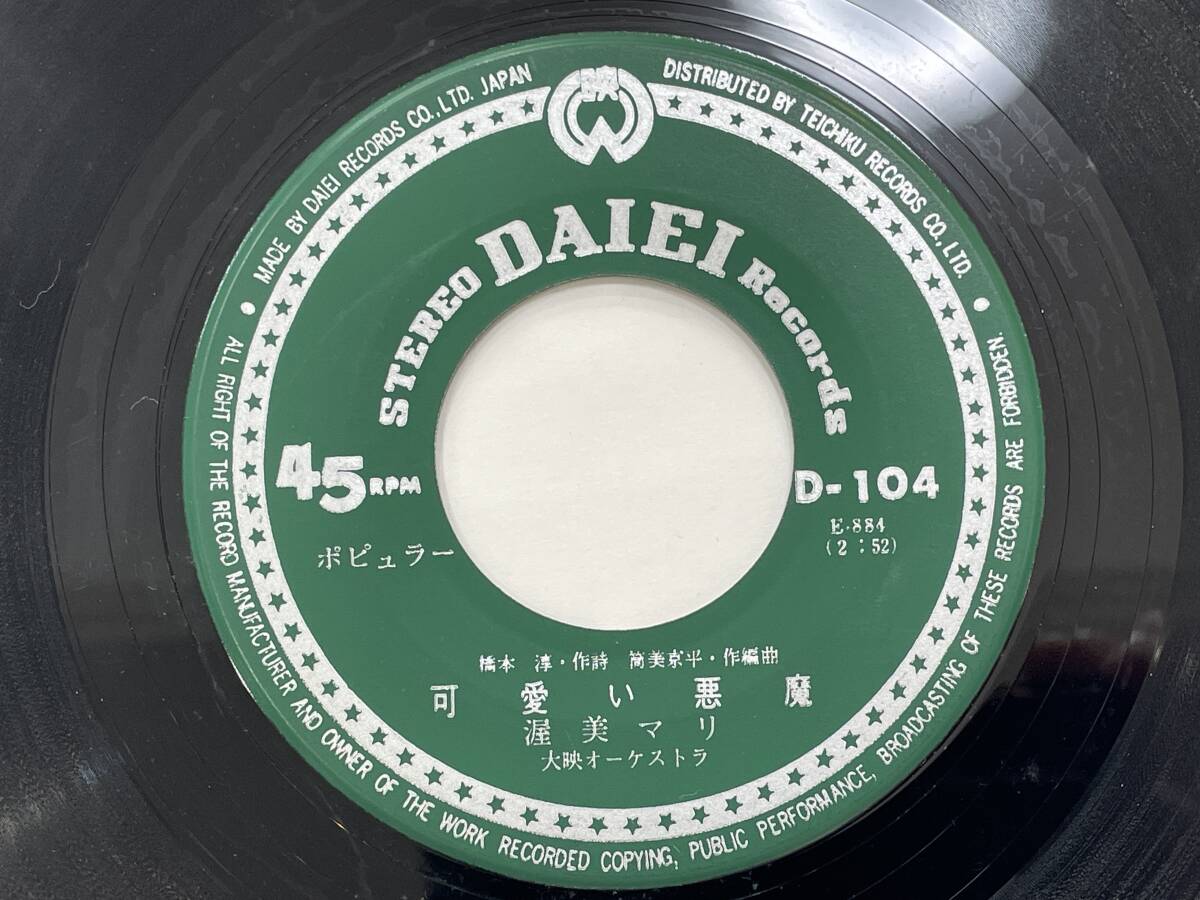 MADE BY DAIEI RECORDS CO., LTD. JAPAN
映
DISTRIBUTED BY TEICHIKU RECORDS CO., LTD.
STEREO DAIEI Records
45 RPM
D-104
E-884
(2:52)
ポピュラー
橋本 淳・作詩 筒美京平・作編曲
可愛い悪魔
渥美マリ
大映オーケストラ
ALL RIGHT OF THE RECORD MANUFACTURER AND OWNER OF THE WORK RECORDED COPYING, PUBLIC PERFORMANCE, BROADCASTING OF THESE RECORDS ARE FORBIDDEN.